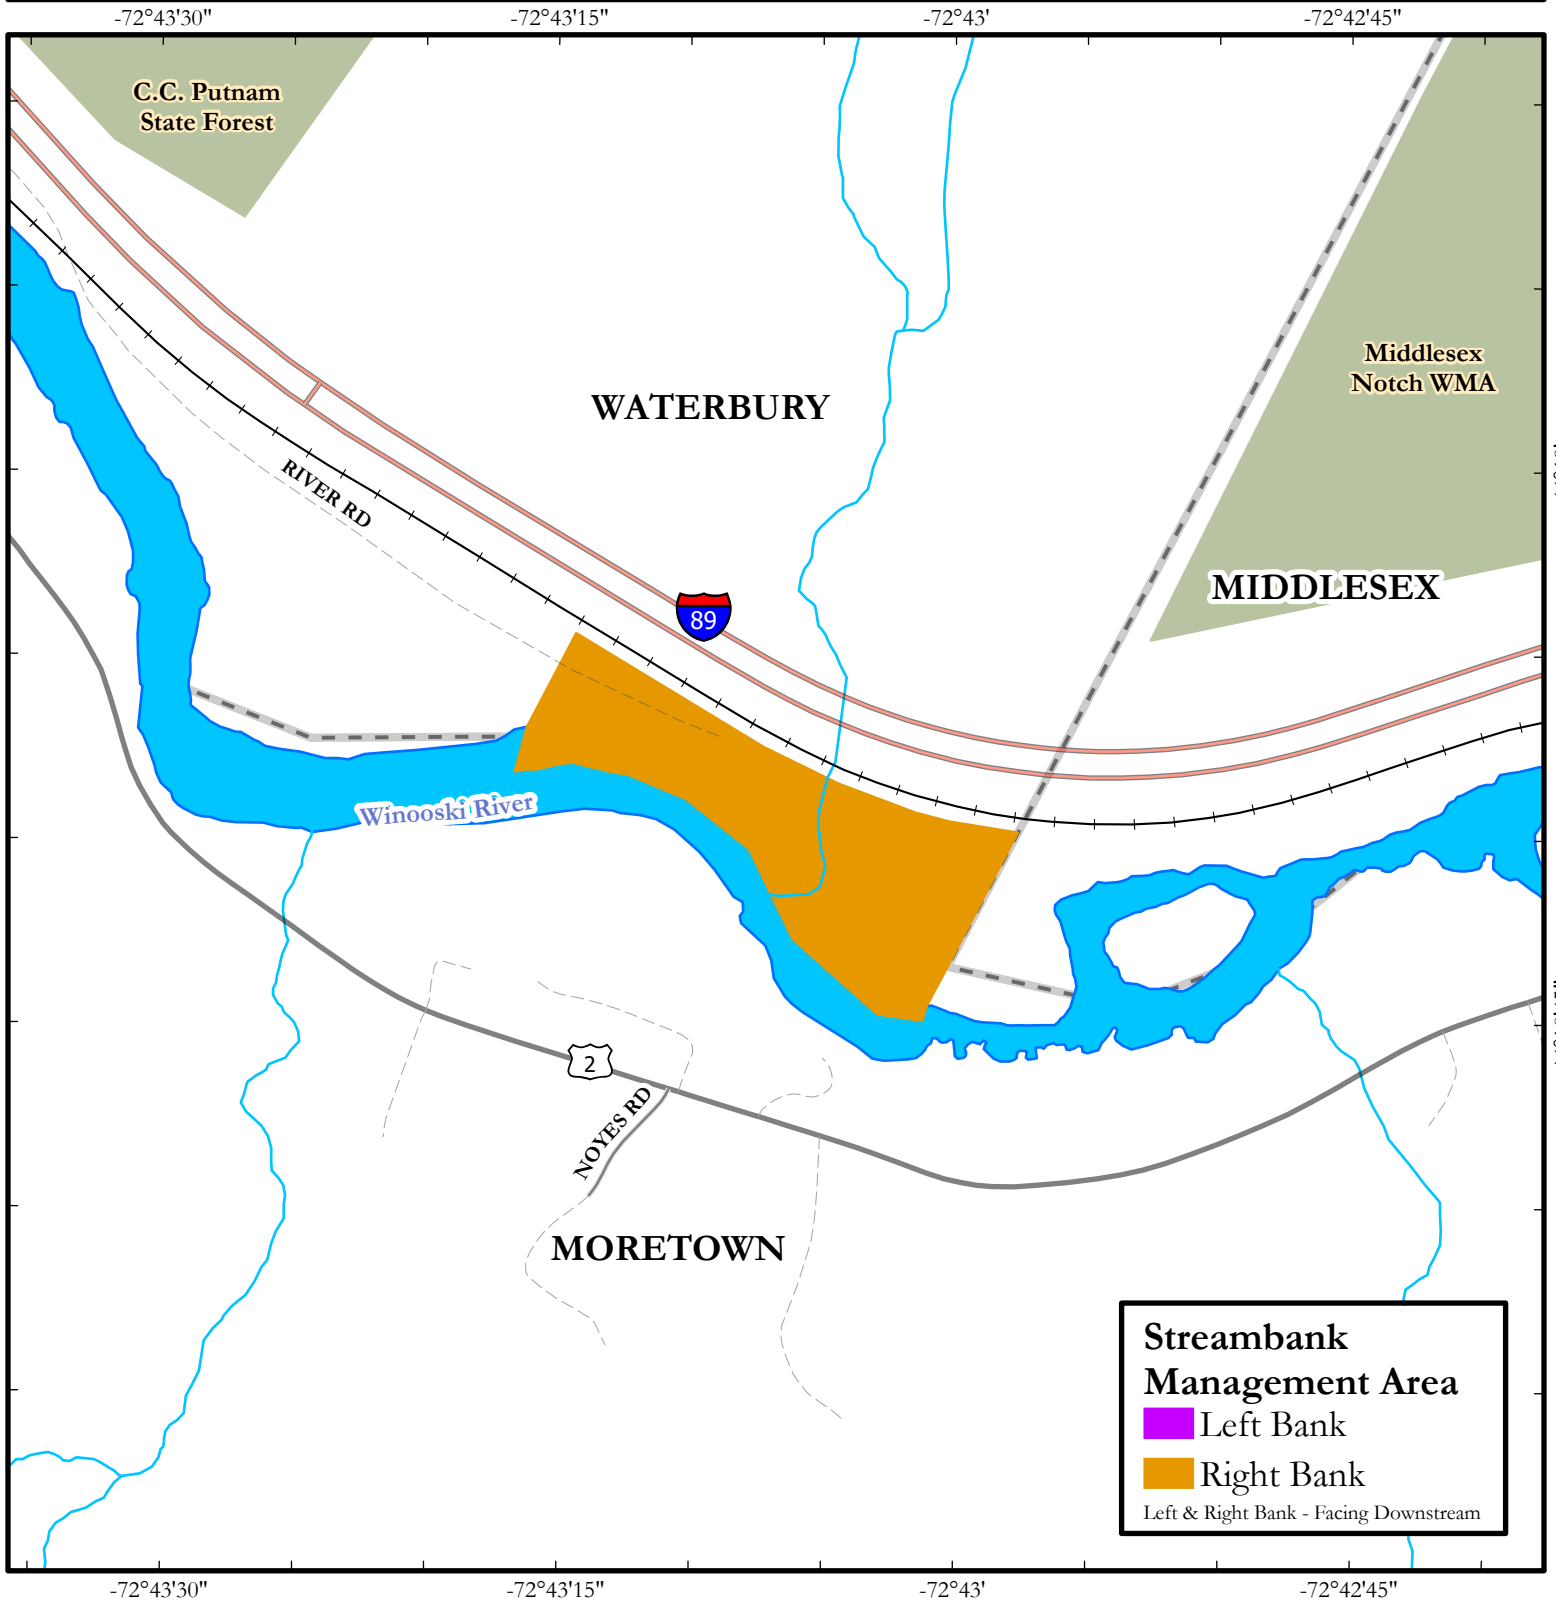 -72°43'30" -72°43'15" -72°43' -72°42'45"
C.C. Putnam
State Forest
Middlesex
Notch WMA
WATERBURY
RIVER RD
MIDDLESEX
89
Winooski River
2
NOYES RD
MORETOWN
Streambank
Management Area
Left Bank
Right Bank
Left & Right Bank - Facing Downstream
-72°43'30" -72°43'15" -72°43' -72°42'45"